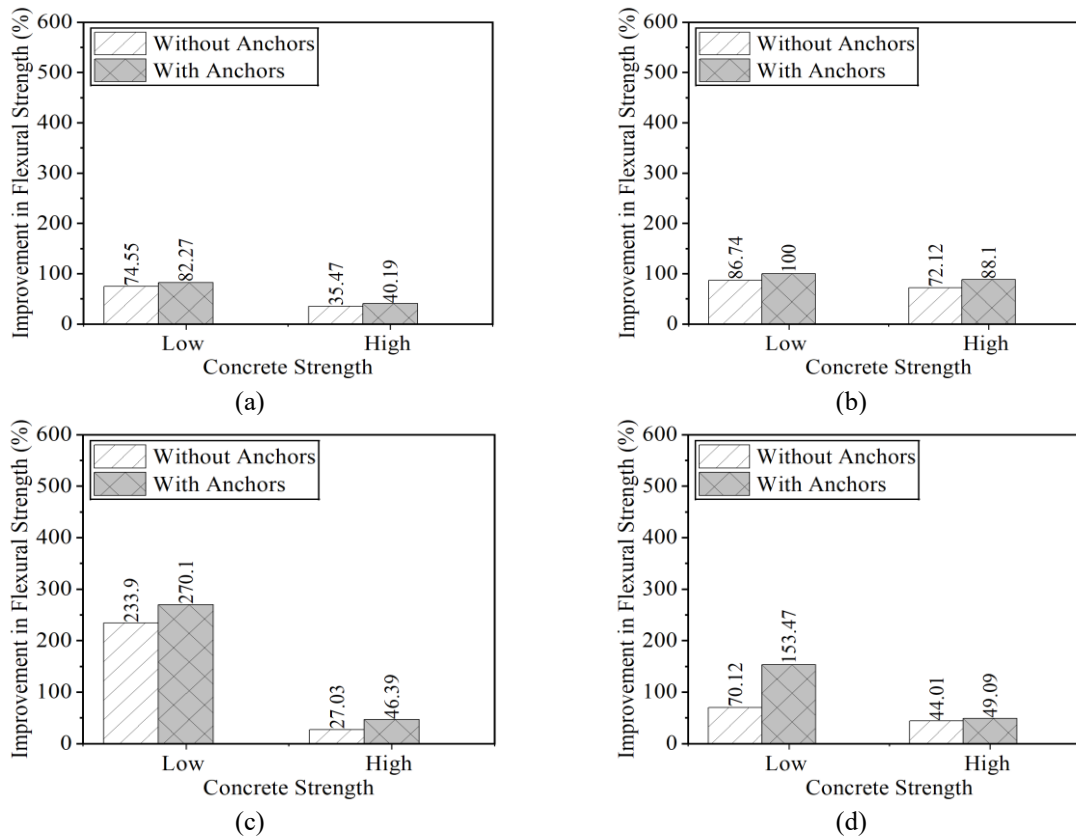 Improvement in Flexural Strength (%)
600
500
400
300
200
100
0
Without Anchors
With Anchors
74.55
82.27
35.47
40.19
Low
High
Concrete Strength
(a)
Improvement in Flexural Strength (%)
600
500
400
300
200
100
0
Without Anchors
With Anchors
86.74
100
72.12
88.1
Low
High
Concrete Strength
(b)
Improvement in Flexural Strength (%)
600
500
400
300
200
100
0
Without Anchors
With Anchors
233.9
270.1
27.03
46.39
Low
High
Concrete Strength
(c)
Improvement in Flexural Strength (%)
600
500
400
300
200
100
0
Without Anchors
With Anchors
70.12
153.47
44.01
49.09
Low
High
Concrete Strength
(d)